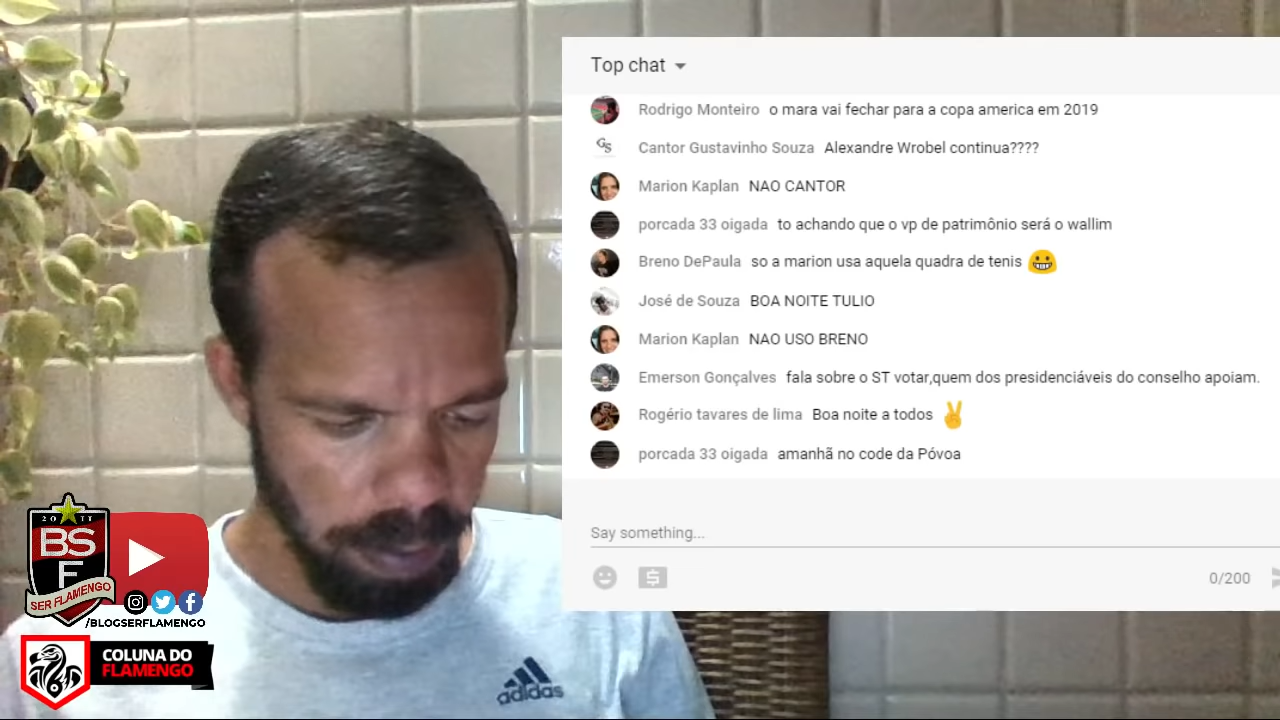 Top chat
Rodrigo Monteiro o mara vai fechar para a copa america em 2019
GS
Cantor Gustavinho Souza Alexandre Wrobel continua????
Marion Kaplan NAO CANTOR
porcada 33 oigada to achando que o vp de patrimônio será o wallim
Breno DePaula so a marion usa aquela quadra de tenis 😀
José de Souza BOA NOITE TULIO
Marion Kaplan NAO USO BRENO
Emerson Gonçalves fala sobre o ST votar,quem dos presidenciáveis do conselho apoiam.
Rogério tavares de lima Boa noite a todos ✌
porcada 33 oigada amanhã no code da Póvoa
Say something...
0/200
2011
BSF
SER FLAMENGO
/BLOGSERFLAMENGO
COLUNA DO
FLAMENGO
adidas